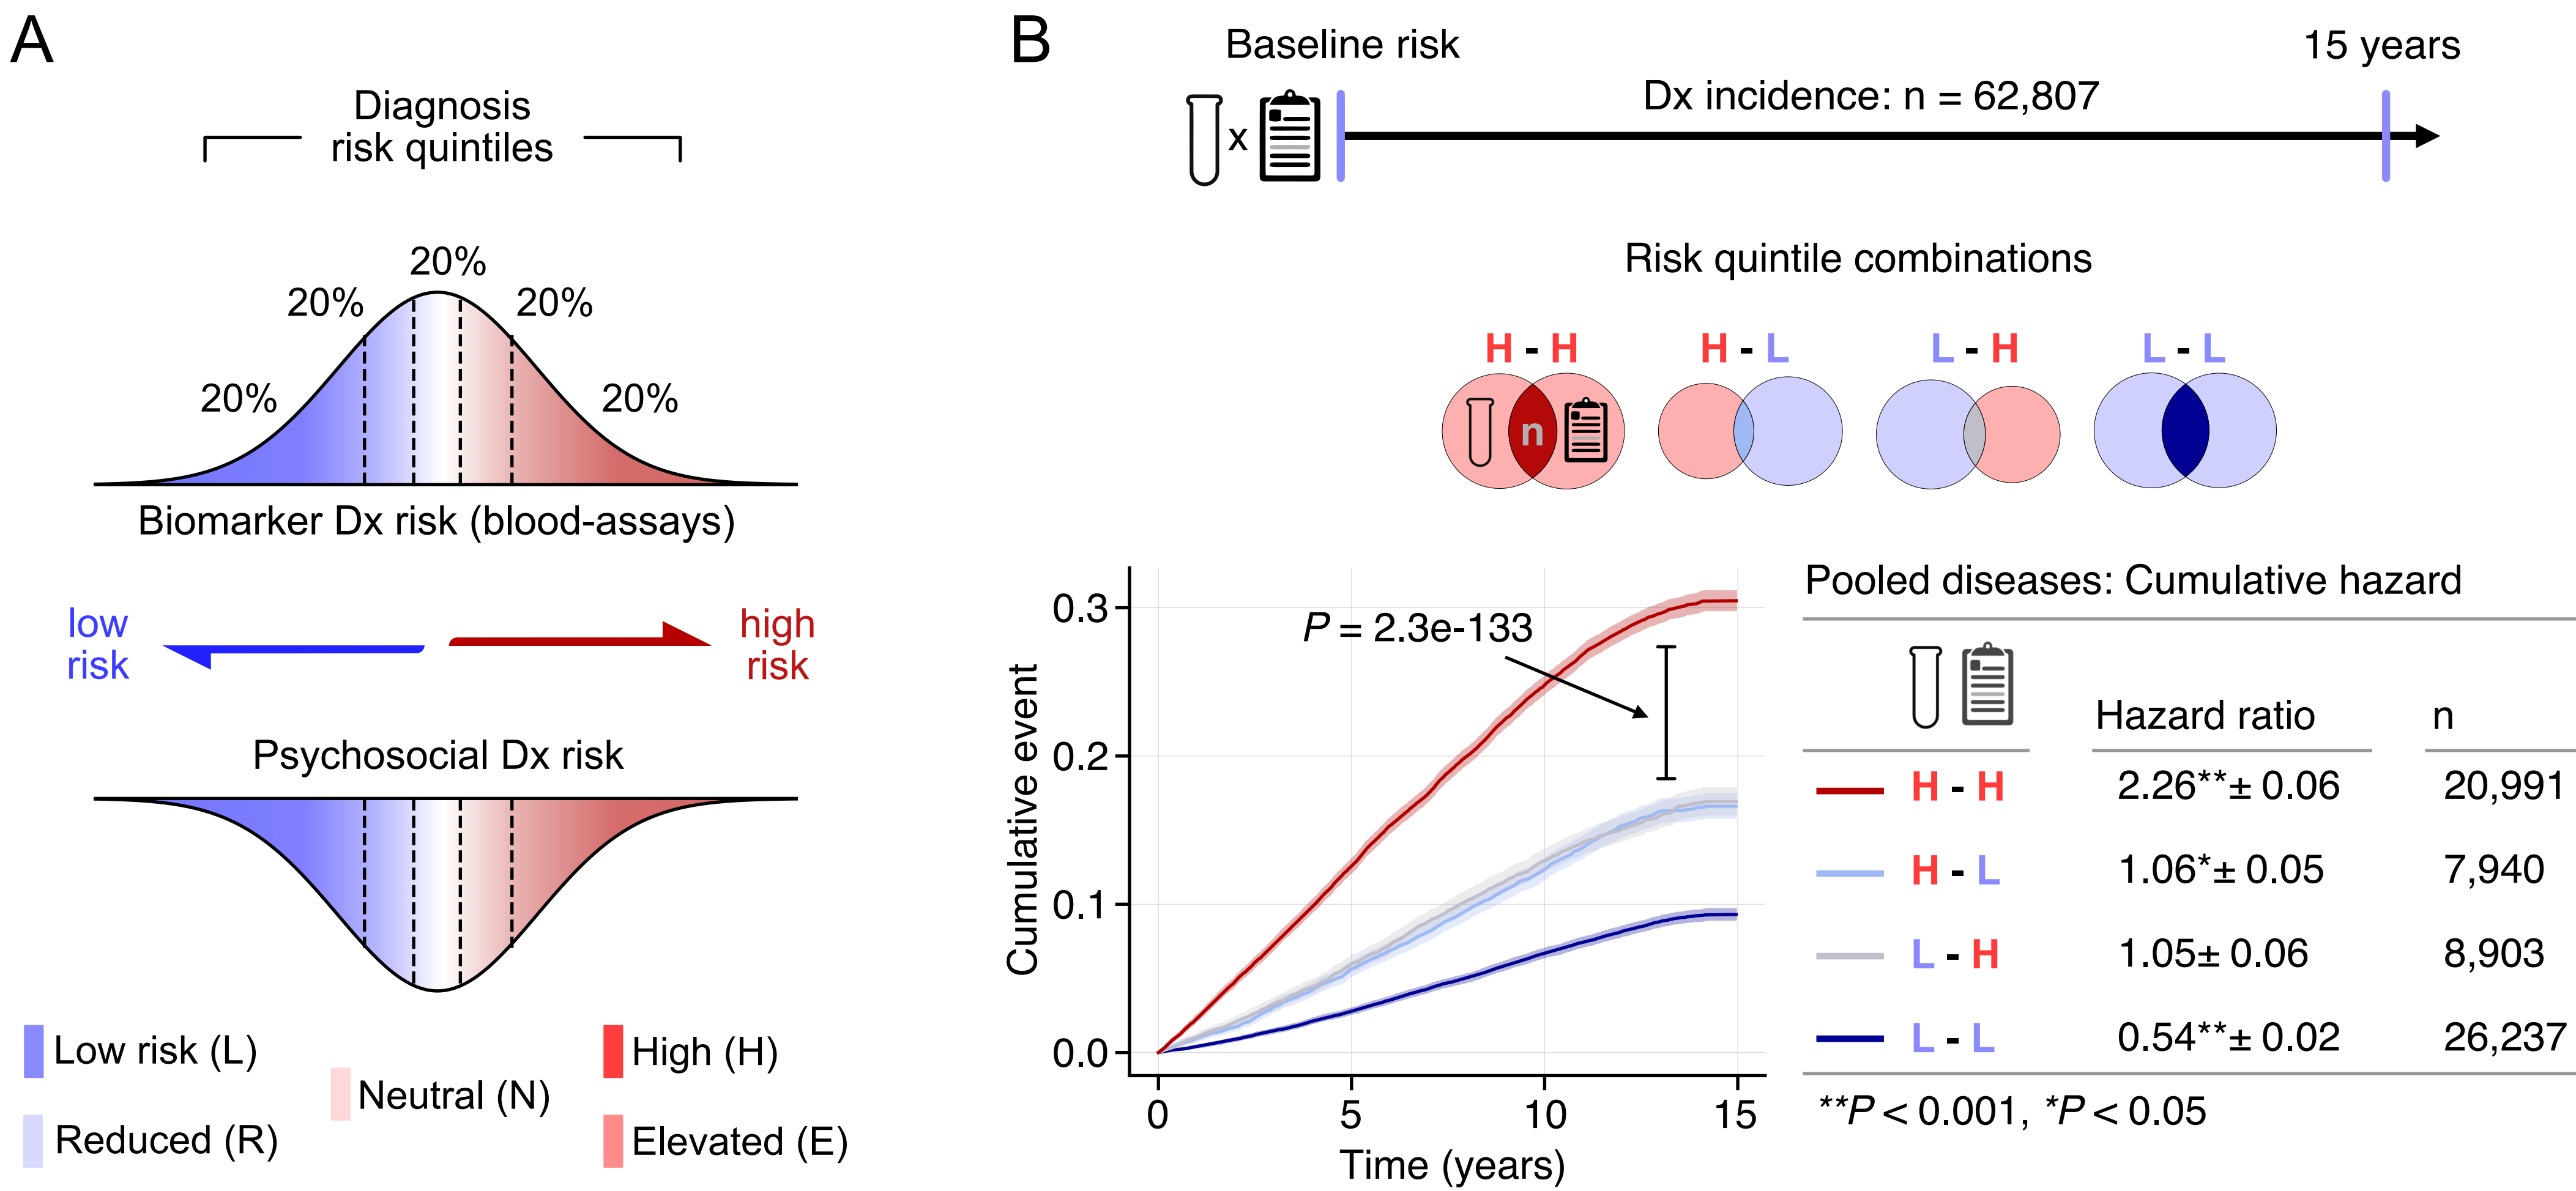 A
Diagnosis
risk quintiles
20%
20%
20%
20%
20%
Biomarker Dx risk (blood-assays)
low
risk
high
risk
Psychosocial Dx risk
Low risk (L)
High (H)
Neutral (N)
Reduced (R)
Elevated (E)
B
Baseline risk
15 years
x
Dx incidence: n = 62,807
Risk quintile combinations
H - H
H - L
L - H
L - L
n
Cumulative event
0.3
0.2
0.1
0.0
P = 2.3e-133
0
5
10
15
Time (years)
Pooled diseases: Cumulative hazard
Hazard ratio n
H - H 2.26**± 0.06 20,991
H - L 1.06*± 0.05 7,940
L - H 1.05± 0.06 8,903
L - L 0.54**± 0.02 26,237
**P < 0.001, *P < 0.05